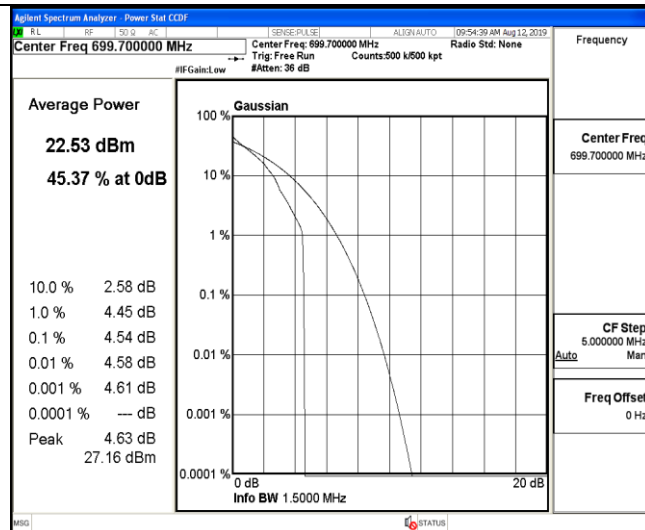 Agilent Spectrum Analyzer - Power Stat CCDF
RL RF 50 Ω AC SENSE:PULSE ALIGN AUTO 09:54:39 AM Aug 12, 2019
Center Freq 699.700000 MHz
Center Freq: 699.700000 MHz
Radio Std: None
Trig: Free Run
Counts:500 k/500 kpt
#IFGain:Low
#Atten: 36 dB
Frequency
Average Power
22.53 dBm
45.37 % at 0dB
10.0 % 2.58 dB
1.0 % 4.45 dB
0.1 % 4.54 dB
0.01 % 4.58 dB
0.001 % 4.61 dB
0.0001 % --- dB
Peak 4.63 dB
27.16 dBm
Gaussian
100 %
10 %
1 %
0.1 %
0.01 %
0.001 %
0.0001 %
0 dB
20 dB
Info BW 1.5000 MHz
Center Freq
699.700000 MHz
CF Step
5.000000 MHz
Auto Man
Freq Offset
0 Hz
MSG
STATUS